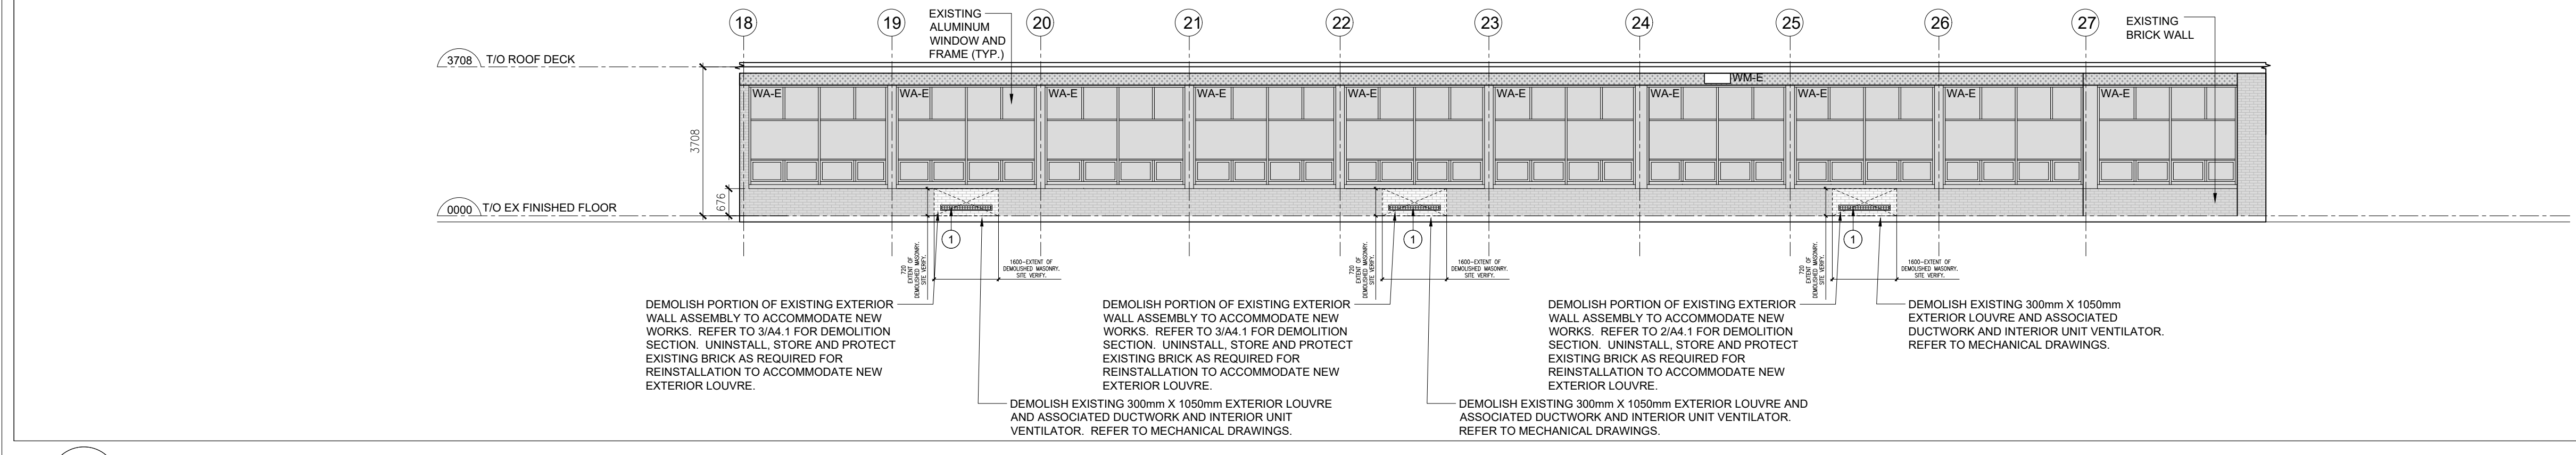 18
19
20
21
22
23
24
25
26
27
EXISTING
ALUMINUM
WINDOW AND
FRAME (TYP.)
EXISTING
BRICK WALL
3708 T/O ROOF DECK
WM-E
WA-E
WA-E
WA-E
WA-E
WA-E
WA-E
WA-E
WA-E
WA-E
WA-E
3708
676
0000 T/O EX FINISHED FLOOR
1
1
1
720
EXTENT OF
DEMOLISHED MASONRY.
SITE VERIFY.
1600-EXTENT OF
DEMOLISHED MASONRY.
SITE VERIFY.
720
EXTENT OF
DEMOLISHED MASONRY.
SITE VERIFY.
1600-EXTENT OF
DEMOLISHED MASONRY.
SITE VERIFY.
720
EXTENT OF
DEMOLISHED MASONRY.
SITE VERIFY.
1600-EXTENT OF
DEMOLISHED MASONRY.
SITE VERIFY.
DEMOLISH PORTION OF EXISTING EXTERIOR
WALL ASSEMBLY TO ACCOMMODATE NEW
WORKS. REFER TO 3/A4.1 FOR DEMOLITION
SECTION. UNINSTALL, STORE AND PROTECT
EXISTING BRICK AS REQUIRED FOR
REINSTALLATION TO ACCOMMODATE NEW
EXTERIOR LOUVRE.
DEMOLISH EXISTING 300mm X 1050mm EXTERIOR LOUVRE
AND ASSOCIATED DUCTWORK AND INTERIOR UNIT
VENTILATOR. REFER TO MECHANICAL DRAWINGS.
DEMOLISH PORTION OF EXISTING EXTERIOR
WALL ASSEMBLY TO ACCOMMODATE NEW
WORKS. REFER TO 3/A4.1 FOR DEMOLITION
SECTION. UNINSTALL, STORE AND PROTECT
EXISTING BRICK AS REQUIRED FOR
REINSTALLATION TO ACCOMMODATE NEW
EXTERIOR LOUVRE.
DEMOLISH EXISTING 300mm X 1050mm EXTERIOR LOUVRE AND
ASSOCIATED DUCTWORK AND INTERIOR UNIT VENTILATOR.
REFER TO MECHANICAL DRAWINGS.
DEMOLISH PORTION OF EXISTING EXTERIOR
WALL ASSEMBLY TO ACCOMMODATE NEW
WORKS. REFER TO 2/A4.1 FOR DEMOLITION
SECTION. UNINSTALL, STORE AND PROTECT
EXISTING BRICK AS REQUIRED FOR
REINSTALLATION TO ACCOMMODATE NEW
EXTERIOR LOUVRE.
DEMOLISH EXISTING 300mm X 1050mm
EXTERIOR LOUVRE AND ASSOCIATED
DUCTWORK AND INTERIOR UNIT VENTILATOR.
REFER TO MECHANICAL DRAWINGS.